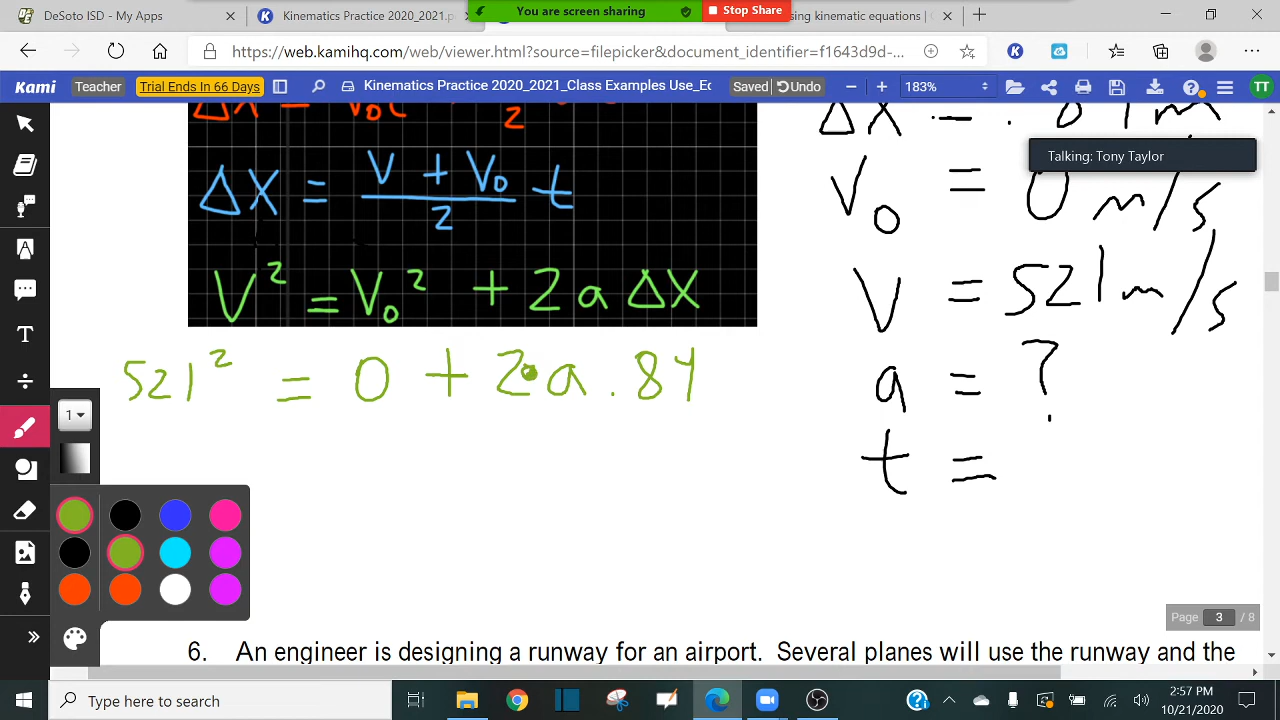 sD - My Apps
Kinematics Practice 2020_2021.p
sing kinematic equations | C
You are screen sharing
Stop Share
https://web.kamihq.com/web/viewer.html?source=filepicker&document_identifier=f1643d9d-...
Kami
Teacher
Trial Ends In 66 Days
Kinematics Practice 2020_2021_Class Examples Use_Ec
Saved
Undo
183%
TT
Talking: Tony Taylor
ΔX = V + V₀ / 2 t
V² = V₀² + 2aΔX
521² = 0 + 2•a .84
V₀ = 0 m/s
V = 521 m/s
a = ?
t =
1
Page 3 / 8
6. An engineer is designing a runway for an airport. Several planes will use the runway and the
Type here to search
2:57 PM
10/21/2020